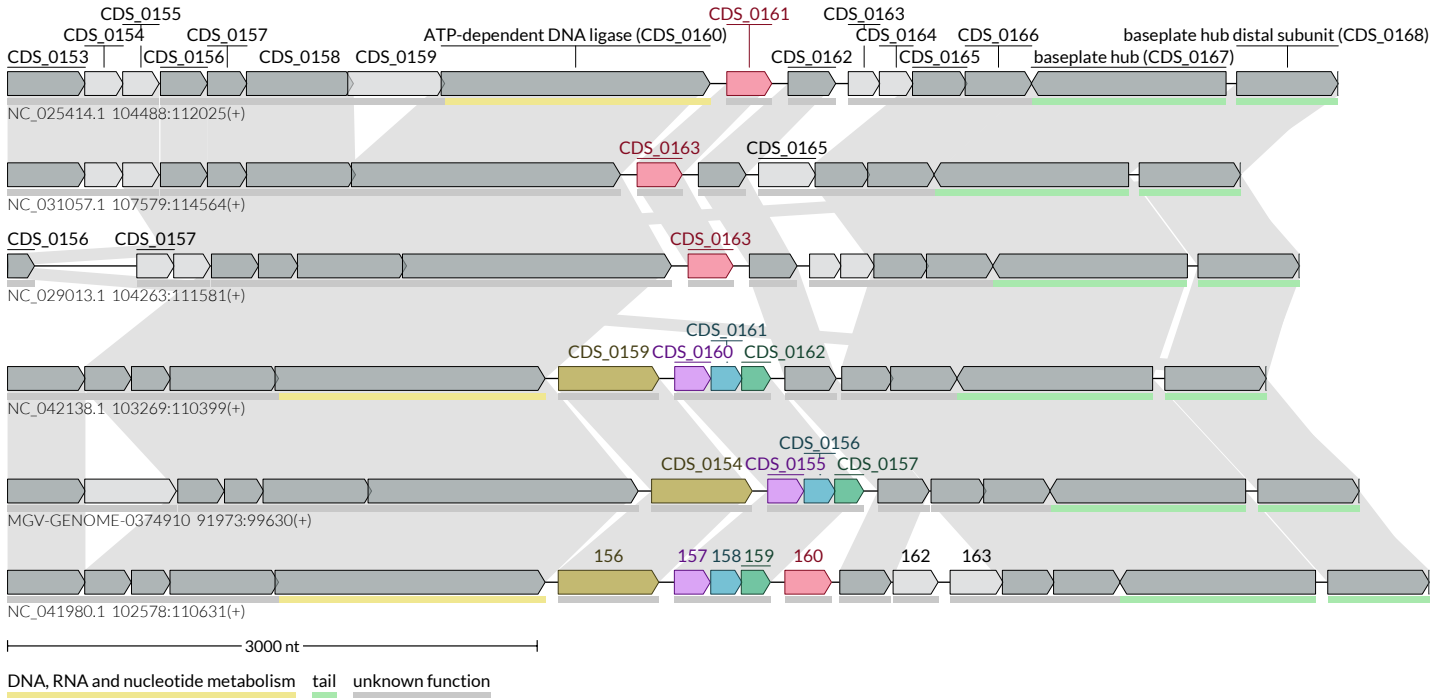 CDS_0155 CDS_0161 CDS_0163
CDS_0154 CDS_0157 ATP-dependent DNA ligase (CDS_0160) CDS_0164 CDS_0166 baseplate hub distal subunit (CDS_0168)
CDS_0153 CDS_0156 CDS_0158 CDS_0159 CDS_0162 CDS_0165 baseplate hub (CDS_0167)
NC_025414.1 104488:112025(+)
CDS_0163 CDS_0165
NC_031057.1 107579:114564(+)
CDS_0156 CDS_0157 CDS_0163
NC_029013.1 104263:111581(+)
CDS_0161
CDS_0159 CDS_0160 CDS_0162
NC_042138.1 103269:110399(+)
CDS_0156
CDS_0154 CDS_0155 CDS_0157
MGV-GENOME-0374910 91973:99630(+)
156 157 158 159 160 162 163
NC_041980.1 102578:110631(+)
3000 nt
DNA, RNA and nucleotide metabolism tail unknown function